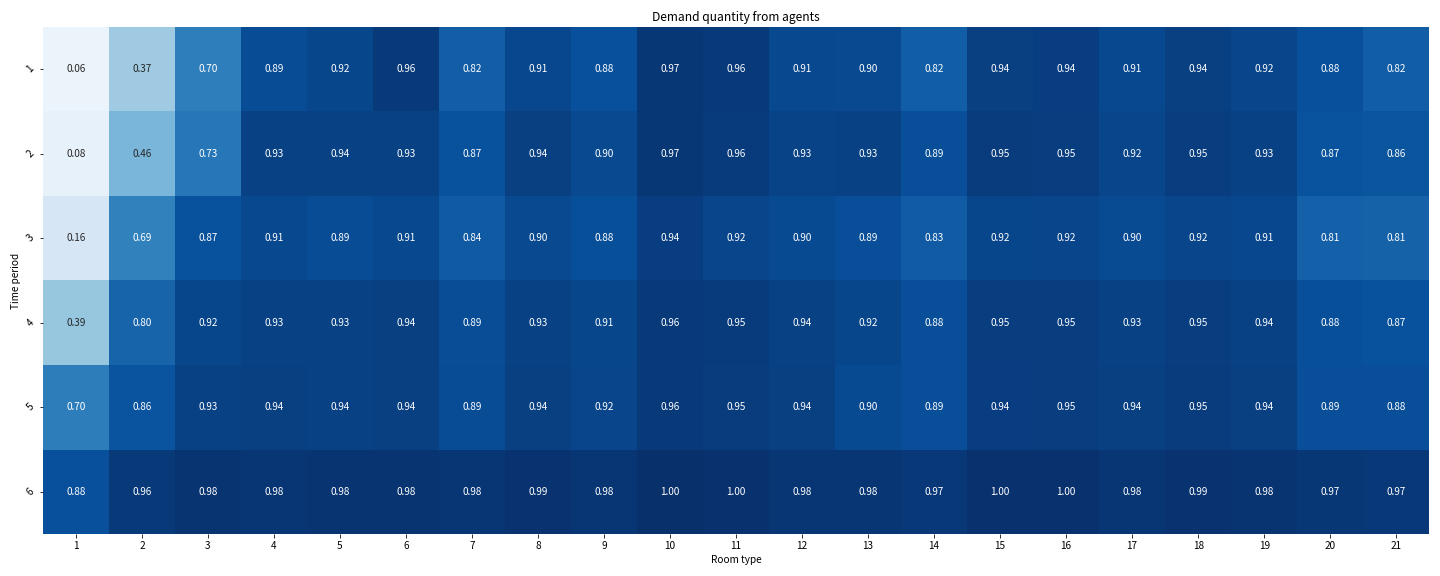 Demand quantity from agents
Time period
1 0.06 0.37 0.70 0.89 0.92 0.96 0.82 0.91 0.88 0.97 0.96 0.91 0.90 0.82 0.94 0.94 0.91 0.94 0.92 0.88 0.82
2 0.08 0.46 0.73 0.93 0.94 0.93 0.87 0.94 0.90 0.97 0.96 0.93 0.93 0.89 0.95 0.95 0.92 0.95 0.93 0.87 0.86
3 0.16 0.69 0.87 0.91 0.89 0.91 0.84 0.90 0.88 0.94 0.92 0.90 0.89 0.83 0.92 0.92 0.90 0.92 0.91 0.81 0.81
4 0.39 0.80 0.92 0.93 0.93 0.94 0.89 0.93 0.91 0.96 0.95 0.94 0.92 0.88 0.95 0.95 0.93 0.95 0.94 0.88 0.87
5 0.70 0.86 0.93 0.94 0.94 0.94 0.89 0.94 0.92 0.96 0.95 0.94 0.90 0.89 0.94 0.95 0.94 0.95 0.94 0.89 0.88
6 0.88 0.96 0.98 0.98 0.98 0.98 0.98 0.99 0.98 1.00 1.00 0.98 0.98 0.97 1.00 1.00 0.98 0.99 0.98 0.97 0.97
1 2 3 4 5 6 7 8 9 10 11 12 13 14 15 16 17 18 19 20 21
Room type